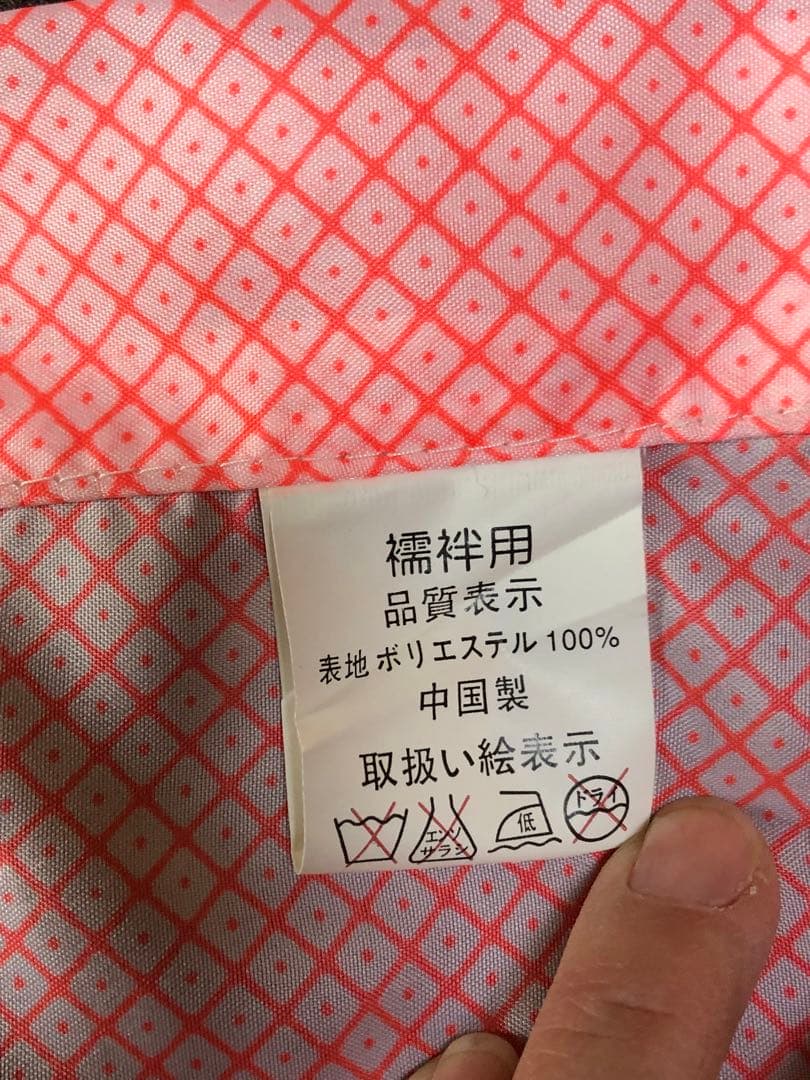 襦袢用
品質表示
表地 ポリエステル 100%
中国製
取扱い絵表示
エンソ
サラシ
低
ドライ